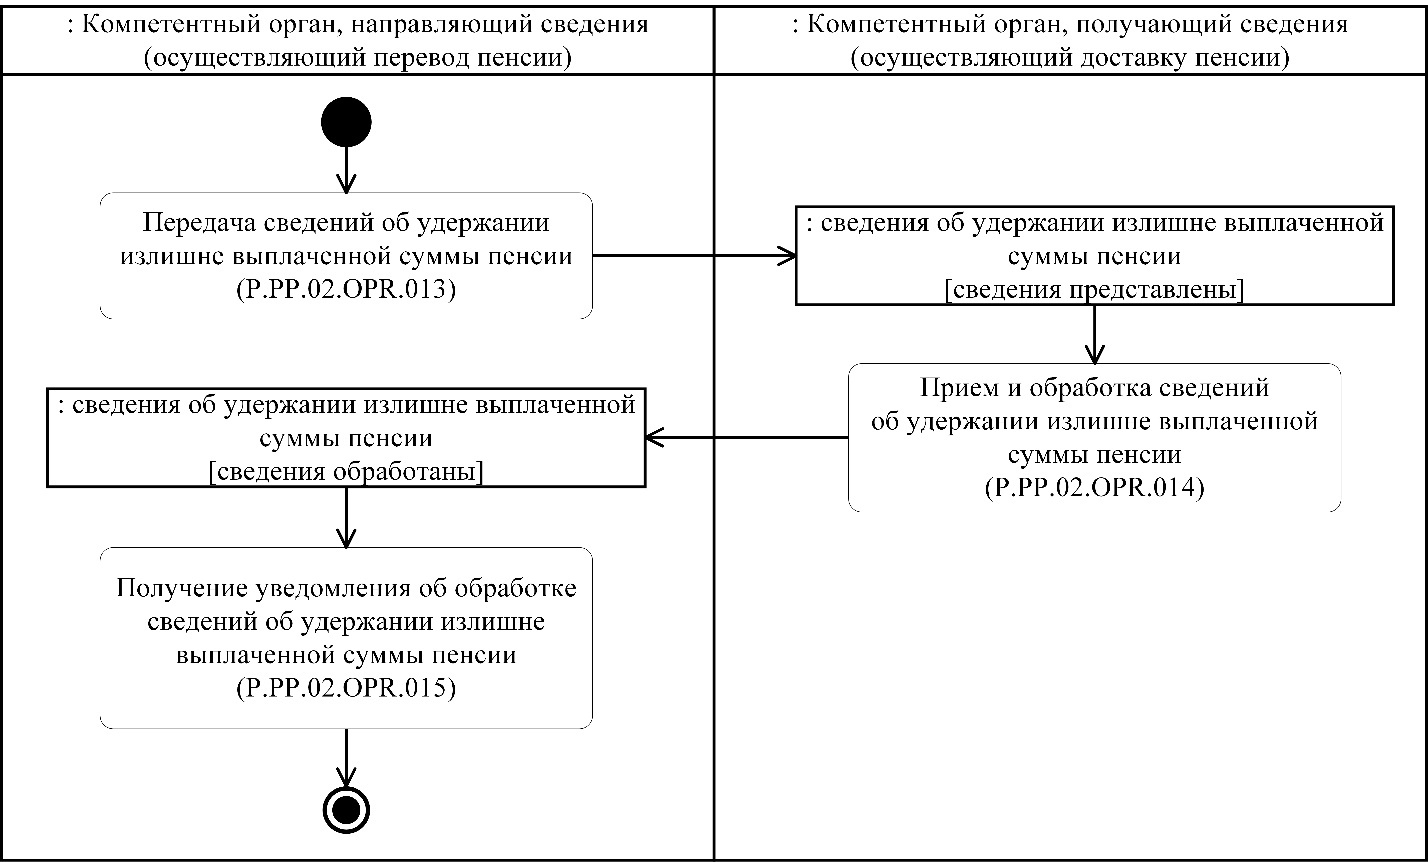 : Компетентный орган, направляющий сведения
(осуществляющий перевод пенсии)
: Компетентный орган, получающий сведения
(осуществляющий доставку пенсии)
Передача сведений об удержании
излишне выплаченной суммы пенсии
(P.PP.02.OPR.013)
: сведения об удержании излишне выплаченной
суммы пенсии
[сведения представлены]
Прием и обработка сведений
об удержании излишне выплаченной
суммы пенсии
(P.PP.02.OPR.014)
: сведения об удержании излишне выплаченной
суммы пенсии
[сведения обработаны]
Получение уведомления об обработке
сведений об удержании излишне
выплаченной суммы пенсии
(P.PP.02.OPR.015)